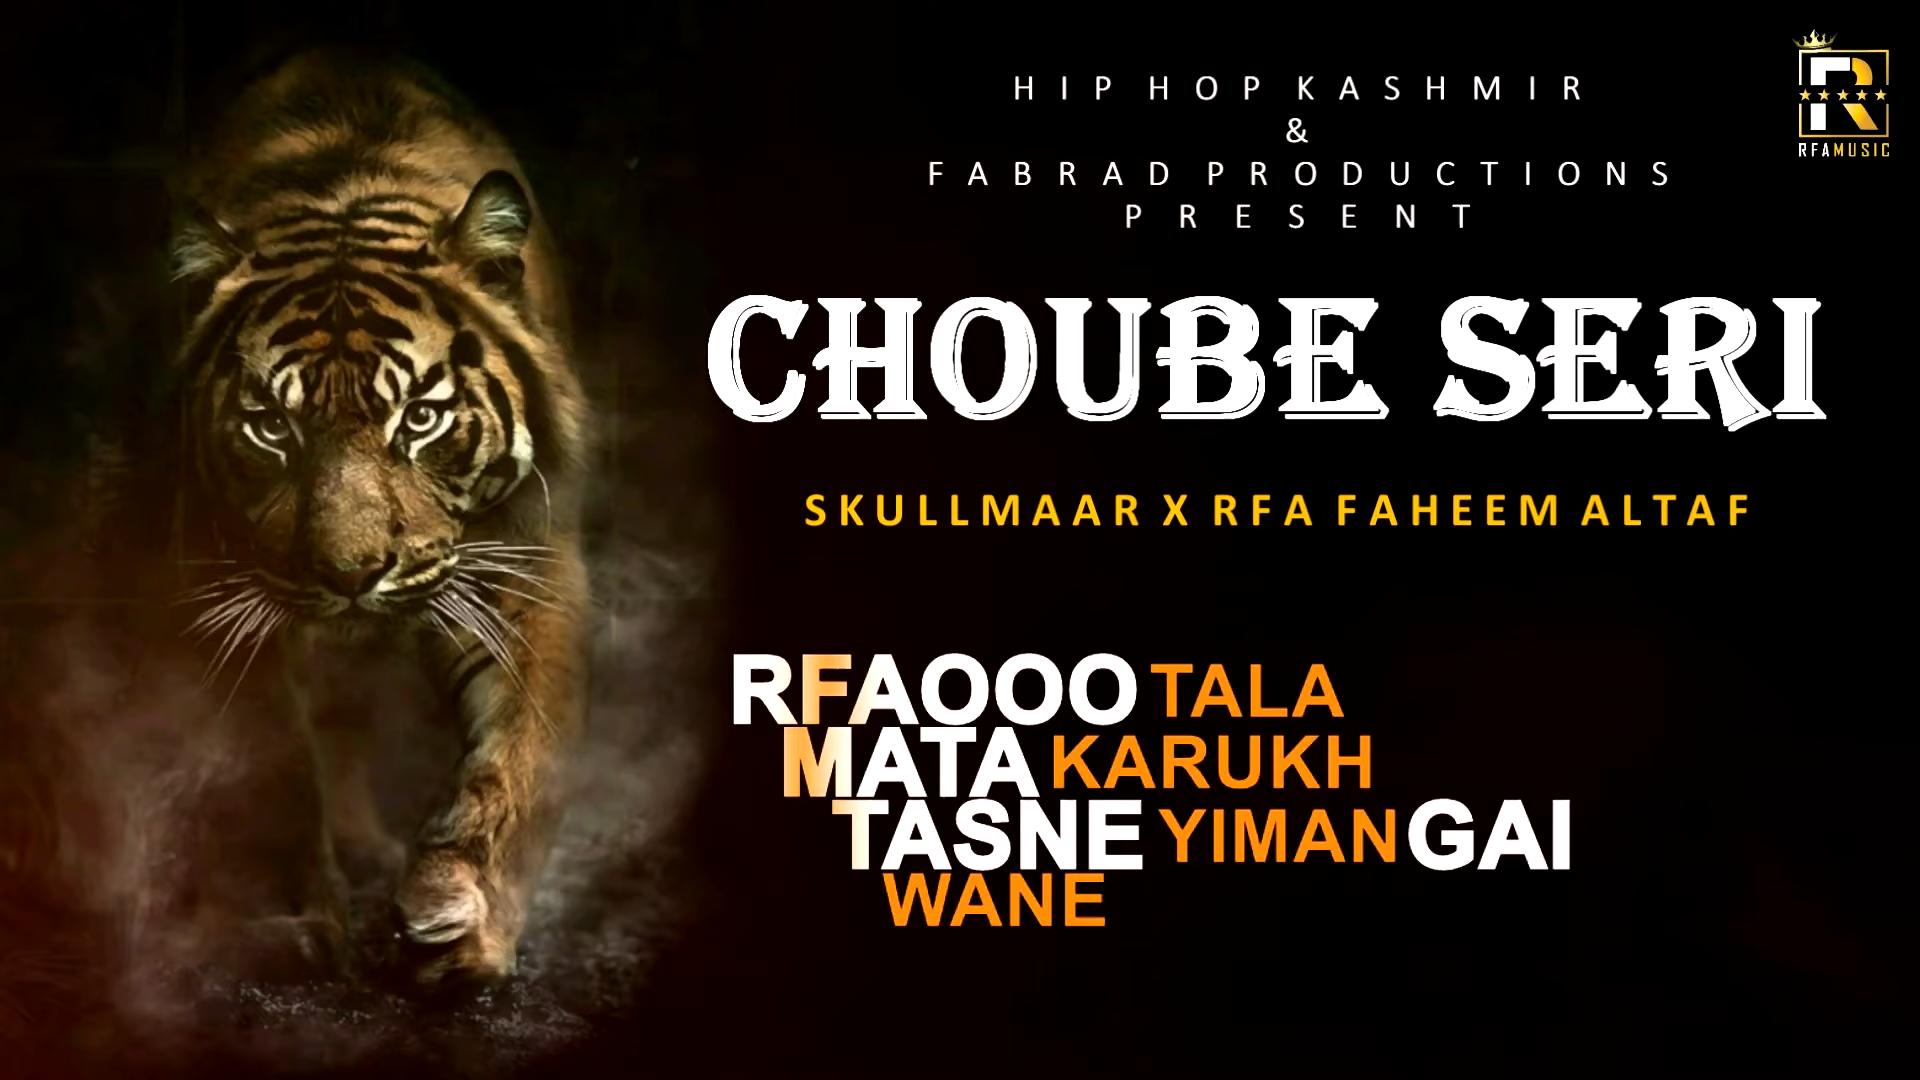 HIP HOP KASHMIR
&
FABRAD PRODUCTIONS
PRESENT
R
RFAMUSIC
CHOUBE SERI
SKULLMAAR X RFA FAHEEM ALTAF
RFAOOO TALA
MATA KARUKH
TASNE YIMAN GAI
WANE